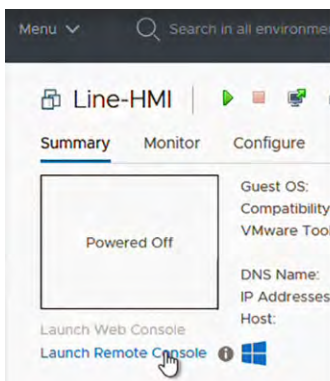 Menu
Search in all environme
Line-HMI
Summary Monitor Configure
Powered Off
Guest OS:
Compatibility
VMware Tool
DNS Name:
IP Addresses
Host:
Launch Web Console
Launch Remote Console